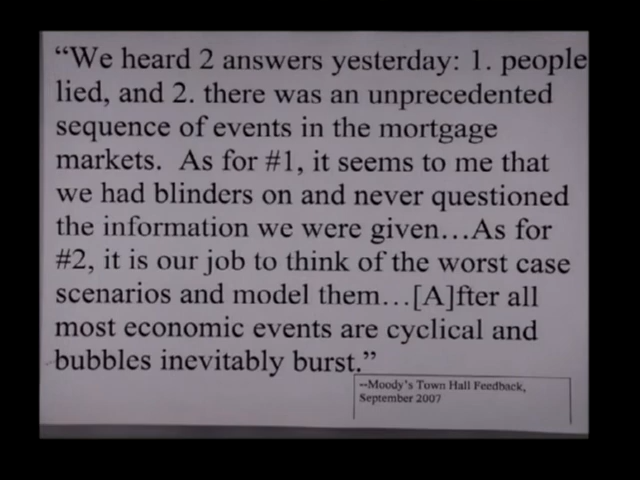 “We heard 2 answers yesterday: 1. people
lied, and 2. there was an unprecedented
sequence of events in the mortgage
markets.  As for #1, it seems to me that
we had blinders on and never questioned
the information we were given…As for
#2, it is our job to think of the worst case
scenarios and model them…[A]fter all
most economic events are cyclical and
bubbles inevitably burst.”
--Moody’s Town Hall Feedback,
September 2007